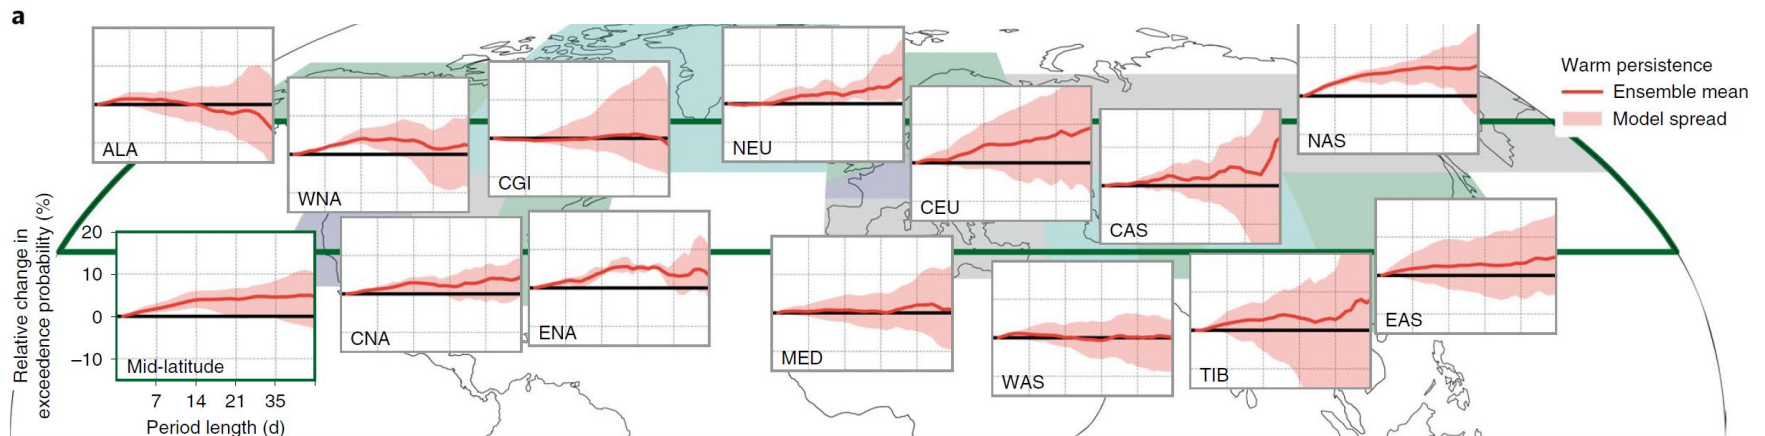 a
ALA
WNA
CGI
NEU
CEU
CAS
NAS
Warm persistence
Ensemble mean
Model spread
Relative change in
exceedence probability (%)
20
10
0
−10
Mid-latitude
7 14 21 35
Period length (d)
CNA
ENA
MED
WAS
TIB
EAS